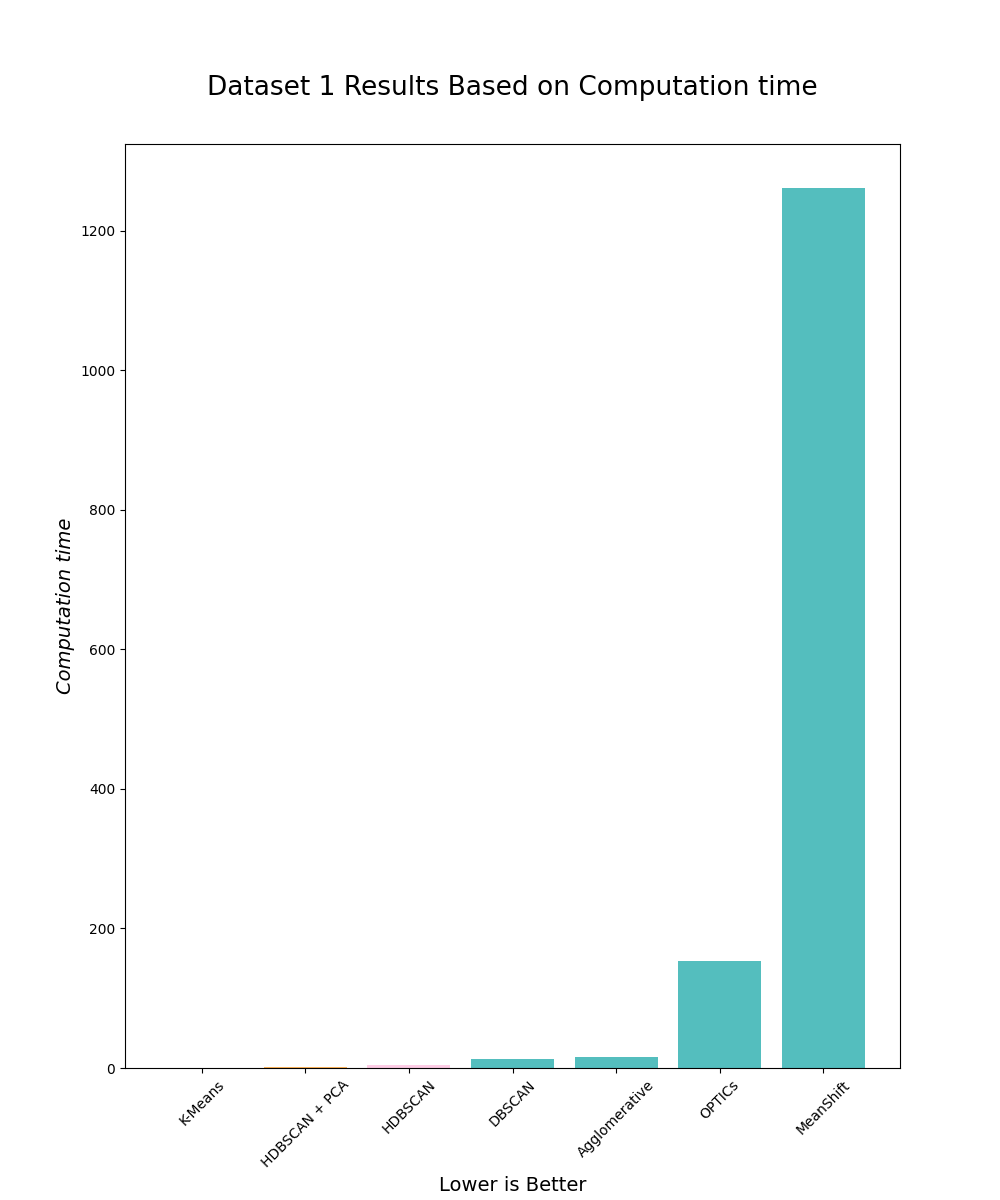 Dataset 1 Results Based on Computation time
Computation time
1200
1000
800
600
400
200
0
K-Means
HDBSCAN + PCA
HDBSCAN
DBSCAN
Agglomerative
OPTICs
MeanShift
Lower is Better